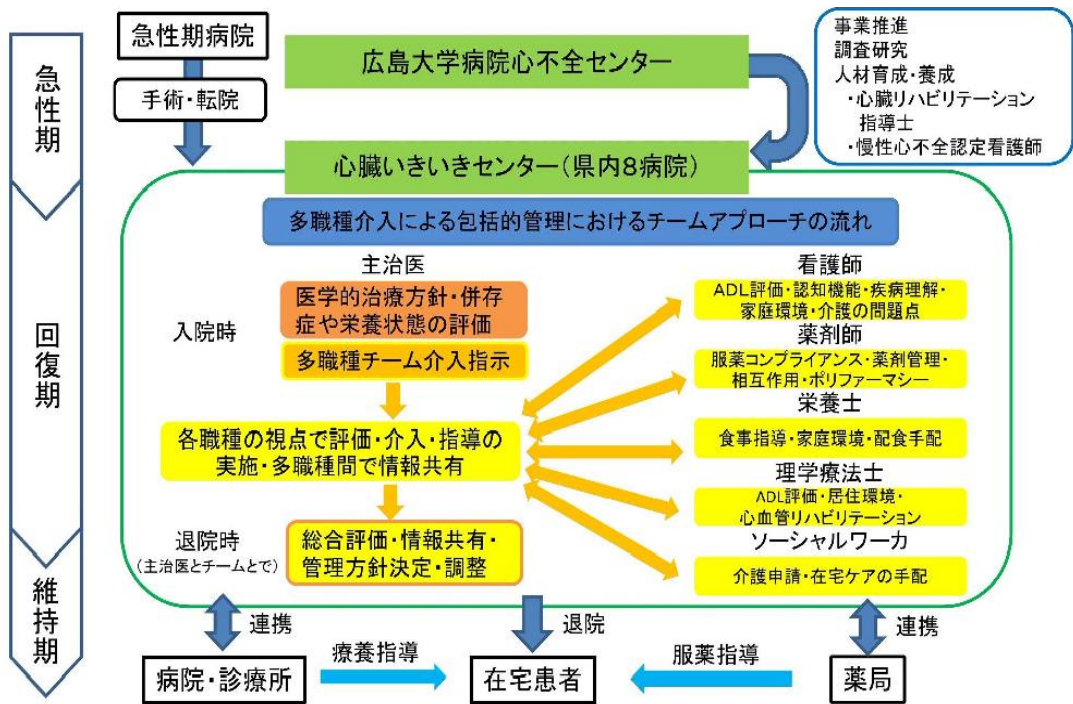 急性期
回復期
維持期
急性期病院
手術・転院
広島大学病院心不全センター
事業推進
調査研究
人材育成・養成
・心臓リハビリテーション
指導士
・慢性心不全認定看護師
心臓いきいきセンター(県内8病院)
多職種介入による包括的管理におけるチームアプローチの流れ
入院時
主治医
医学的治療方針・併存
症や栄養状態の評価
多職種チーム介入指示
各職種の視点で評価・介入・指導の
実施・多職種間で情報共有
退院時
(主治医とチームとで)
総合評価・情報共有・
管理方針決定・調整
看護師
ADL評価・認知機能・疾病理解・
家庭環境・介護の問題点
薬剤師
服薬コンプライアンス・薬剤管理・
相互作用・ポリファーマシー
栄養士
食事指導・家庭環境・配食手配
理学療法士
ADL評価・居住環境・
心血管リハビリテーション
ソーシャルワーカ
介護申請・在宅ケアの手配
連携
退院
連携
病院・診療所
療養指導
在宅患者
服薬指導
薬局